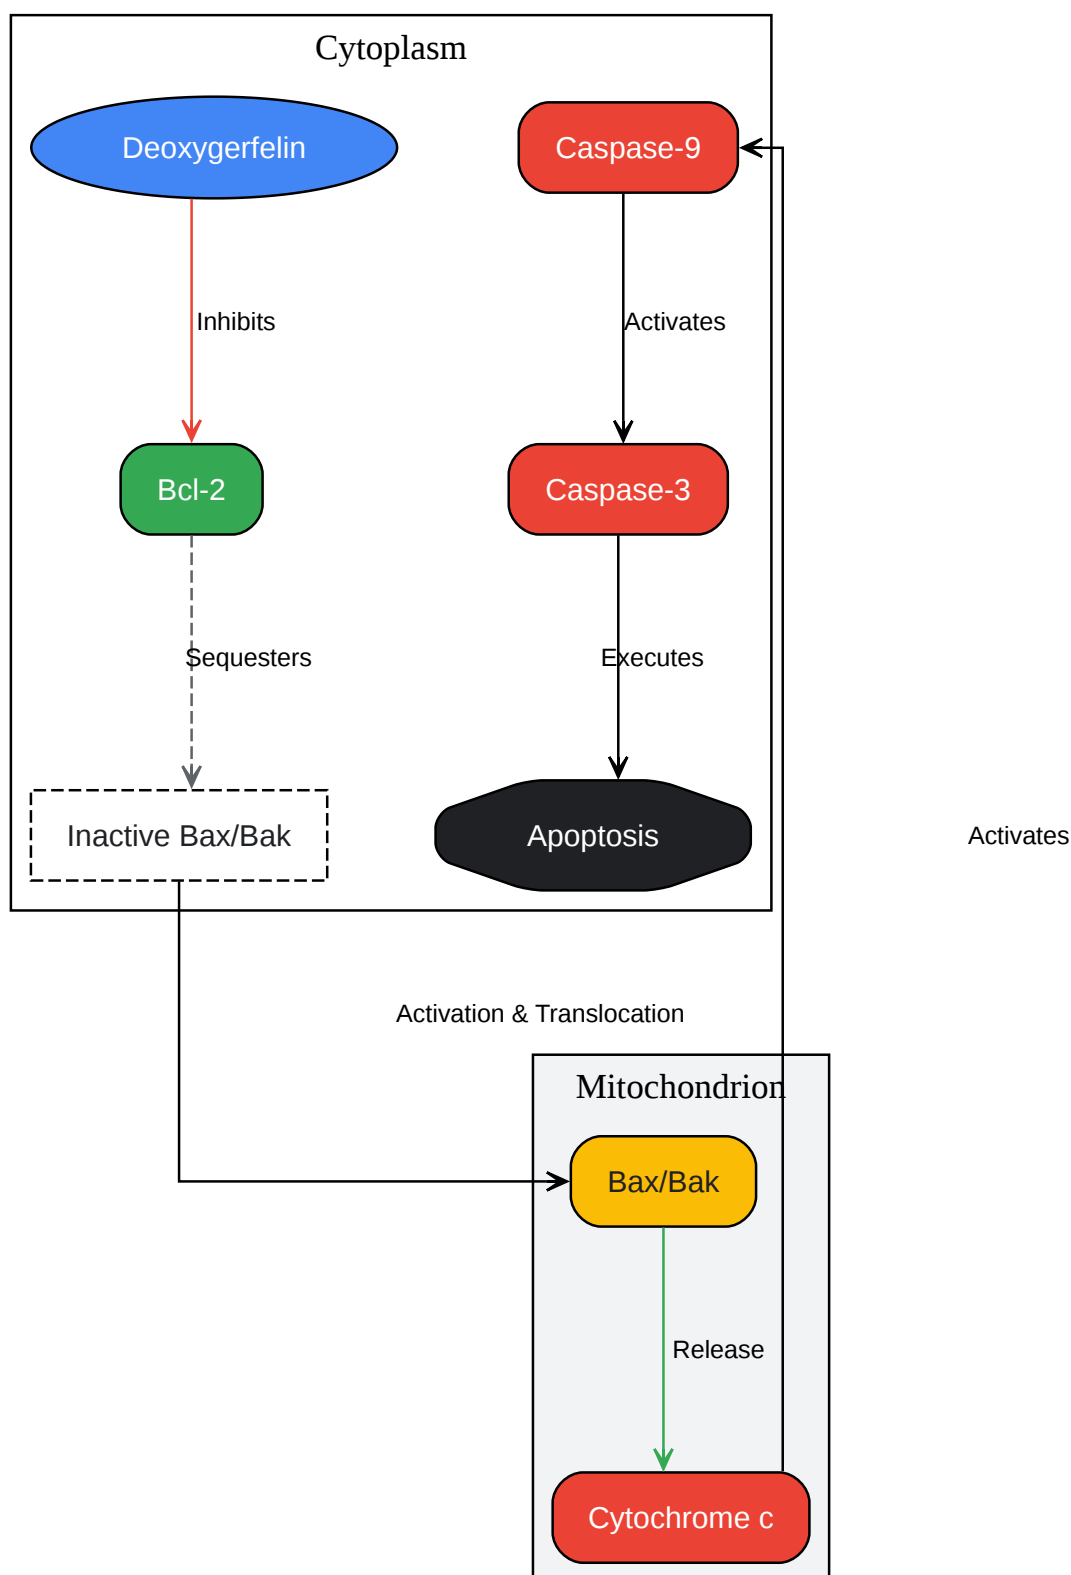 Cytoplasm
Deoxygerfelin
Caspase-9
Inhibits
Activates
Bcl-2
Caspase-3
Sequesters
Executes
Inactive Bax/Bak
Apoptosis
Activates
Activation & Translocation
Mitochondrion
Bax/Bak
Release
Cytochrome c